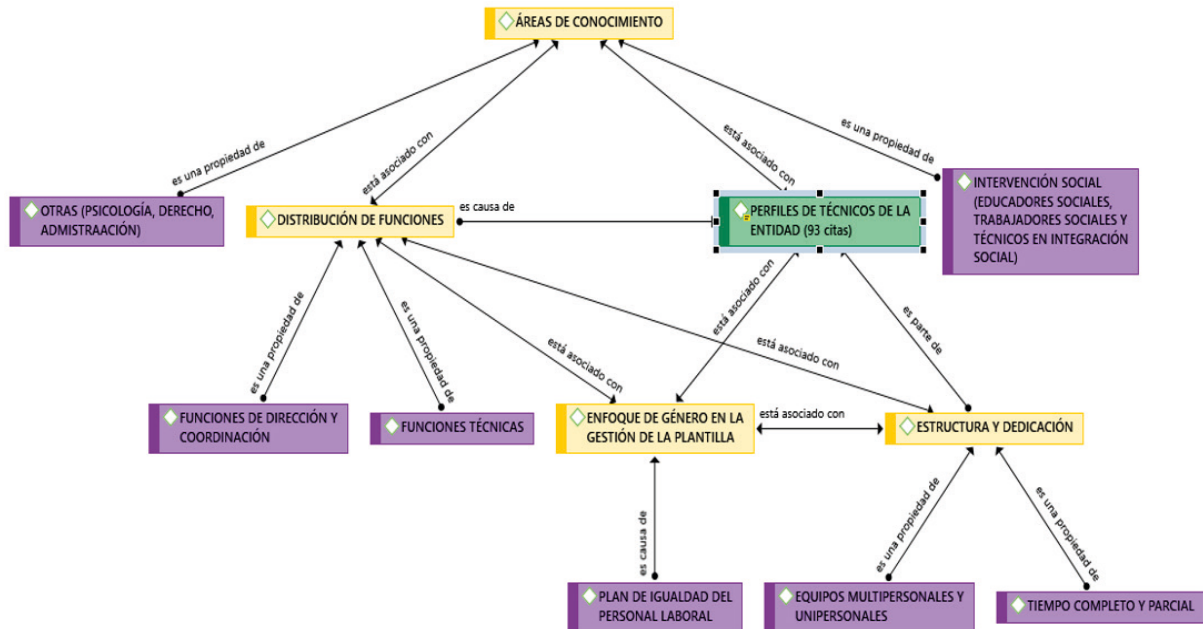 ÁREAS DE CONOCIMIENTO
es una propiedad de
está asociado con
está asociado con
es una propiedad de
OTRAS (PSICOLOGÍA, DERECHO,
ADMISTRAACIÓN)
DISTRIBUCIÓN DE FUNCIONES
es causa de
PERFILES DE TÉCNICOS DE LA
ENTIDAD (93 citas)
INTERVENCIÓN SOCIAL
(EDUCADORES SOCIALES,
TRABAJADORES SOCIALES Y
TÉCNICOS EN INTEGRACIÓN
SOCIAL)
es una propiedad de
es una propiedad de
está asociado con
está asociado con
está asociado con
es parte de
FUNCIONES DE DIRECCIÓN Y
COORDINACIÓN
FUNCIONES TÉCNICAS
ENFOQUE DE GÉNERO EN LA
GESTIÓN DE LA PLANTILLA
está asociado con
ESTRUCTURA Y DEDICACIÓN
es causa de
es una propiedad de
es una propiedad de
PLAN DE IGUALDAD DEL
PERSONAL LABORAL
EQUIPOS MULTIPERSONALES Y
UNIPERSONALES
TIEMPO COMPLETO Y PARCIAL